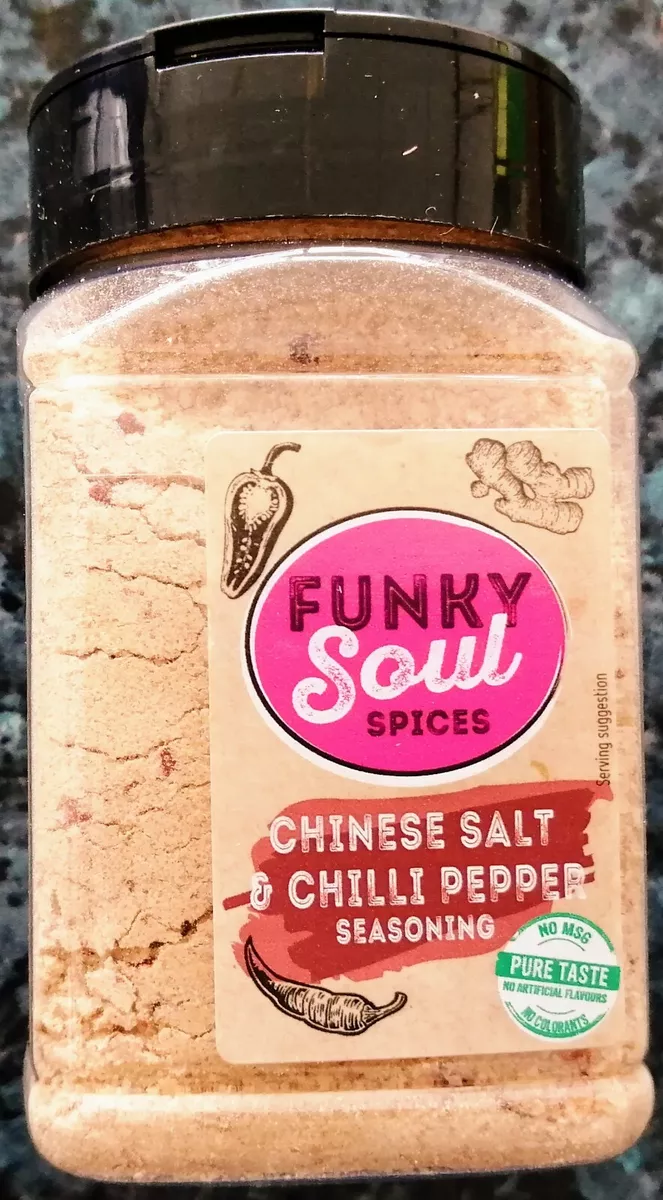 FUNKY
Soul
SPICES
Serving suggestion
CHINESE SALT
& CHILLI PEPPER
SEASONING
NO MSG
PURE TASTE
NO ARTIFICIAL FLAVOURS
NO COLORANTS